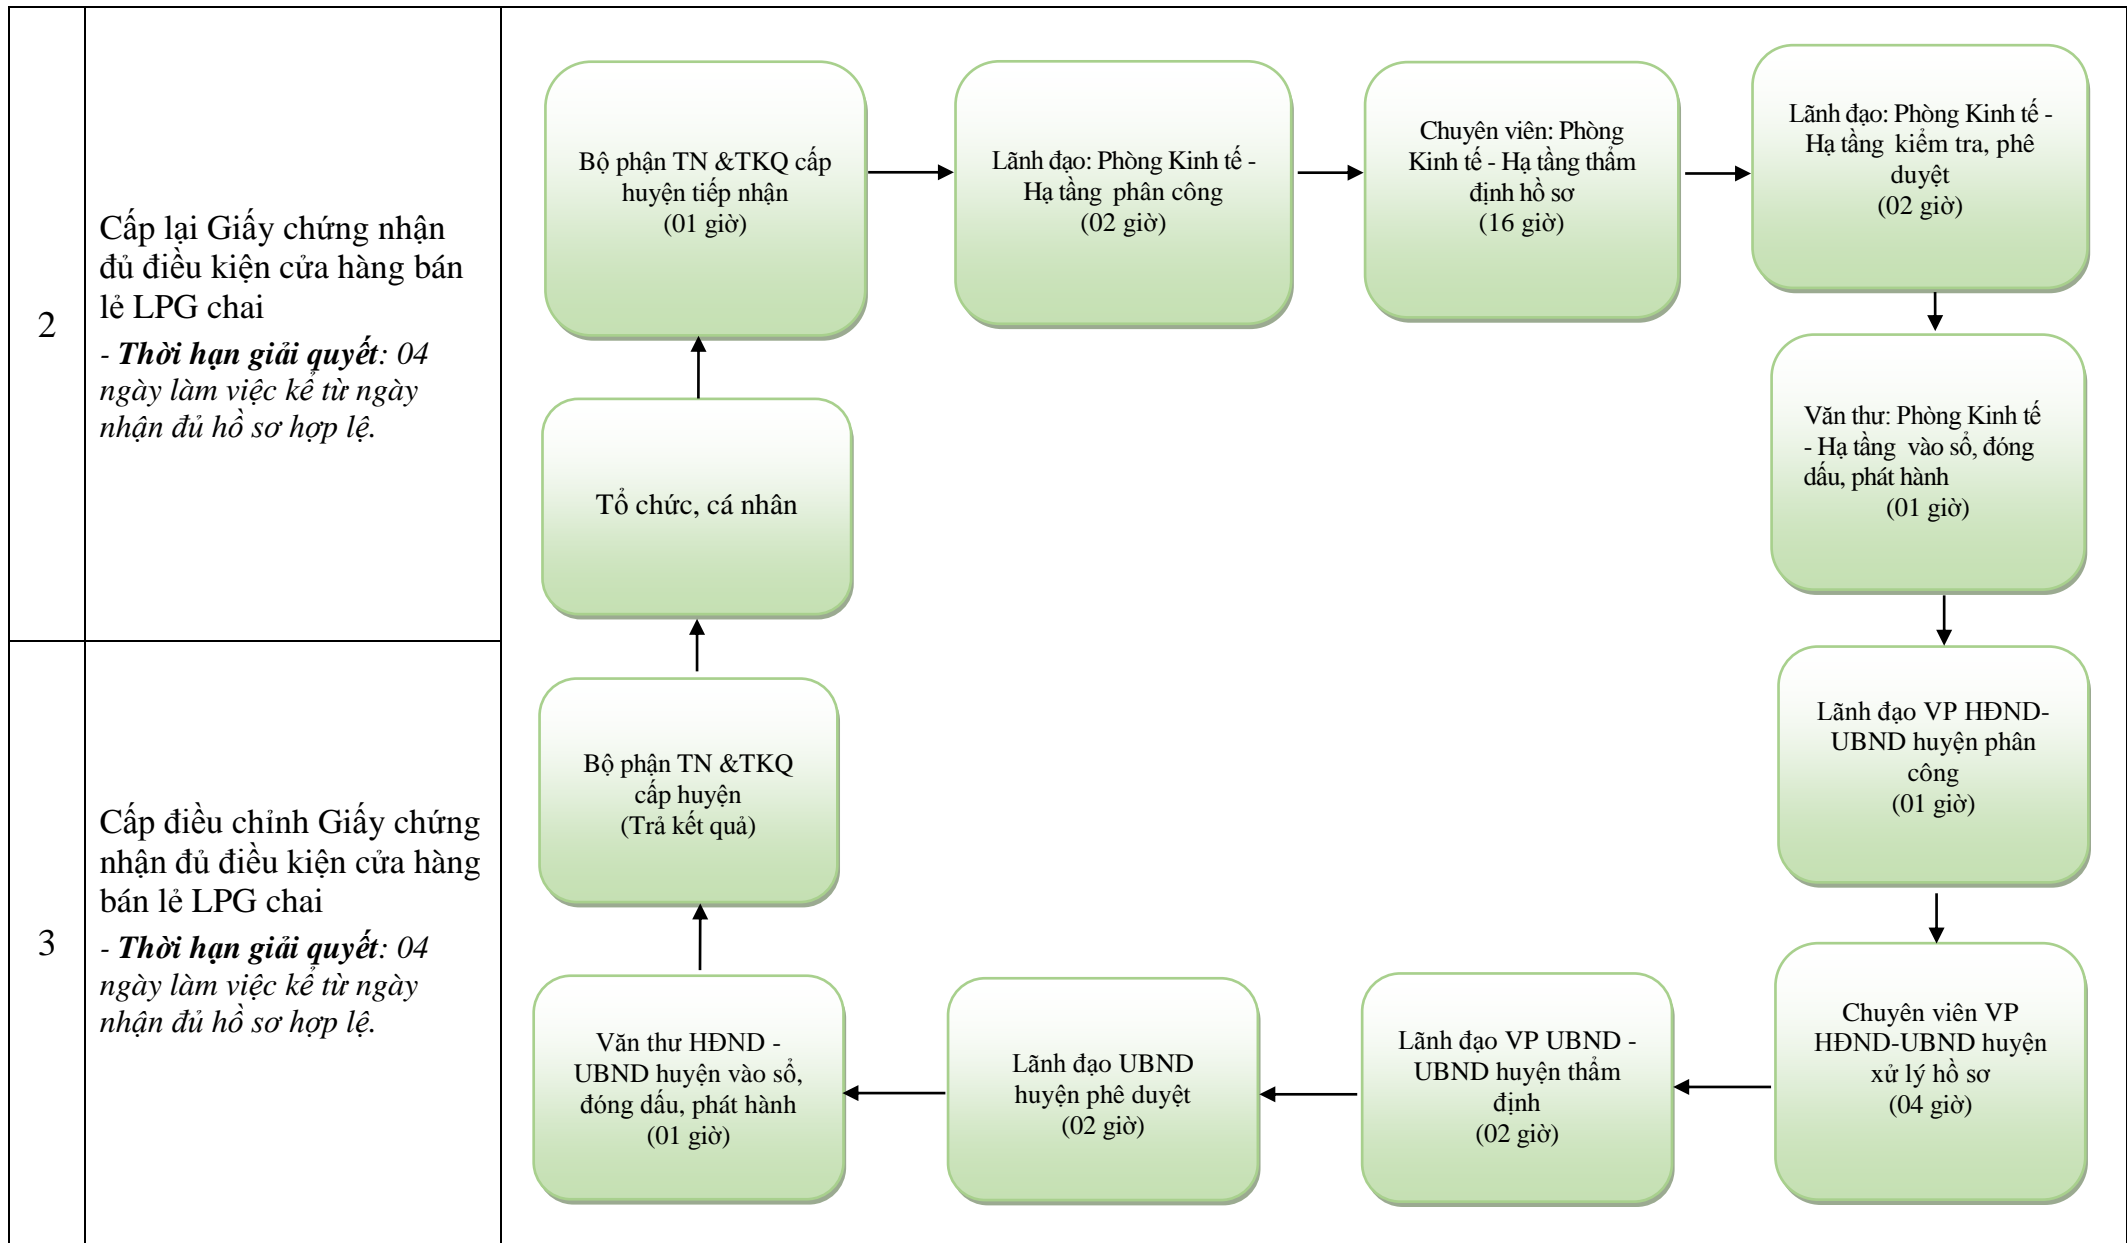 2
Cấp lại Giấy chứng nhận
đủ điều kiện cửa hàng bán
lẻ LPG chai
- Thời hạn giải quyết: 04
ngày làm việc kể từ ngày
nhận đủ hồ sơ hợp lệ.
3
Cấp điều chỉnh Giấy chứng
nhận đủ điều kiện cửa hàng
bán lẻ LPG chai
- Thời hạn giải quyết: 04
ngày làm việc kể từ ngày
nhận đủ hồ sơ hợp lệ.
Tổ chức, cá nhân
Bộ phận TN &TKQ cấp
huyện tiếp nhận
(01 giờ)
Lãnh đạo: Phòng Kinh tế -
Hạ tầng phân công
(02 giờ)
Chuyên viên: Phòng
Kinh tế - Hạ tầng thẩm
định hồ sơ
(16 giờ)
Lãnh đạo: Phòng Kinh tế -
Hạ tầng kiểm tra, phê
duyệt
(02 giờ)
Văn thư: Phòng Kinh tế
- Hạ tầng vào sổ, đóng
dấu, phát hành
(01 giờ)
Lãnh đạo VP HĐND-
UBND huyện phân
công
(01 giờ)
Chuyên viên VP
HĐND-UBND huyện
xử lý hồ sơ
(04 giờ)
Lãnh đạo VP UBND -
UBND huyện thẩm
định
(02 giờ)
Lãnh đạo UBND
huyện phê duyệt
(02 giờ)
Văn thư HĐND -
UBND huyện vào sổ,
đóng dấu, phát hành
(01 giờ)
Bộ phận TN &TKQ
cấp huyện
(Trả kết quả)